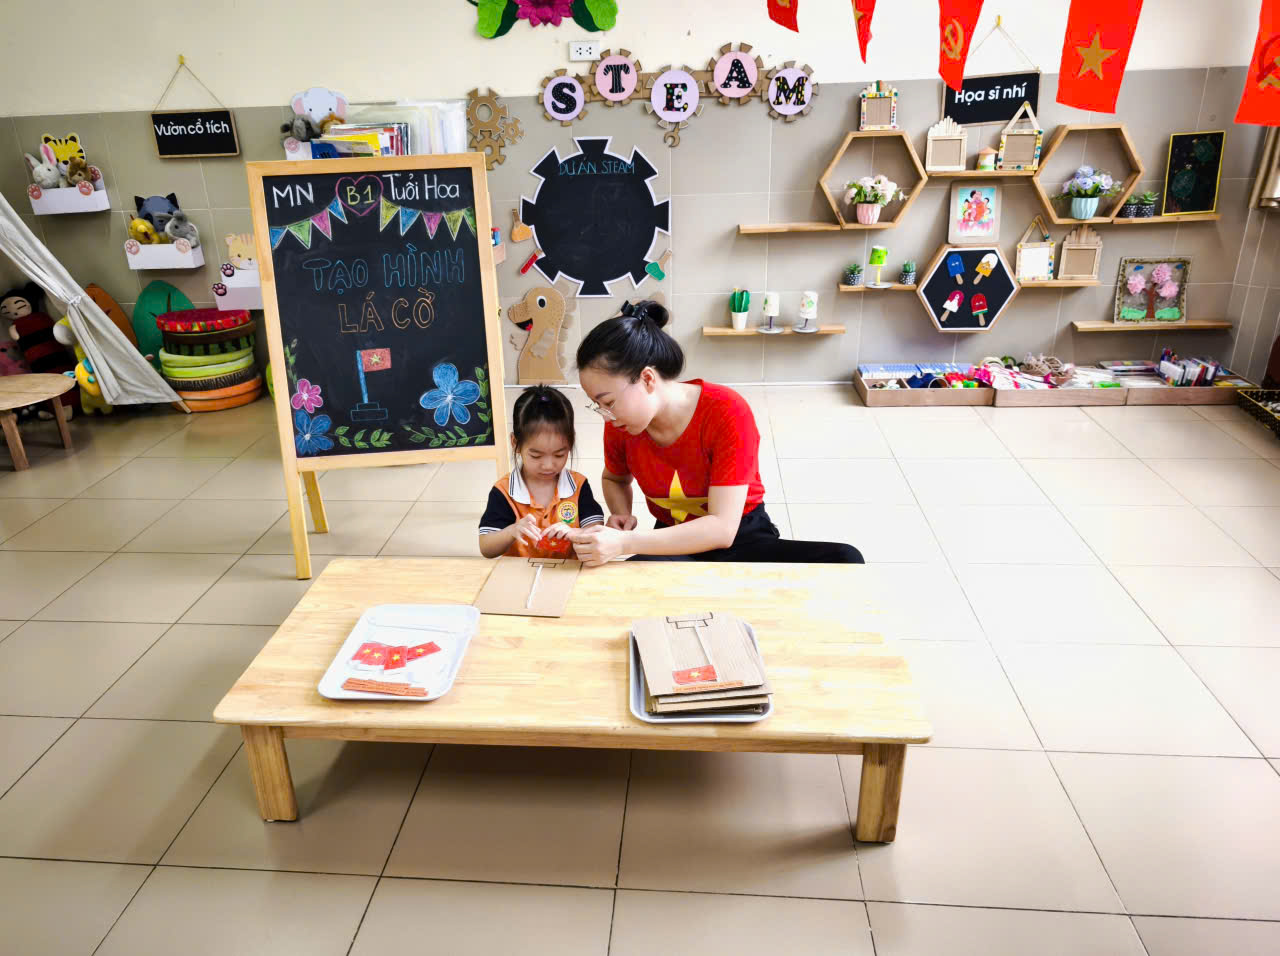 STEAM
Vườn cổ tích
Họa sĩ nhí
DỰ ÁN STEAM
MN B1 Tuổi Hoa
TẠO HÌNH
LÁ CỜ